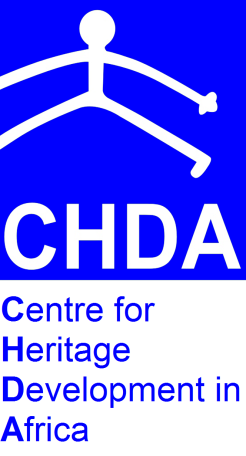 CHDA
Centre for
Heritage
Development in
Africa